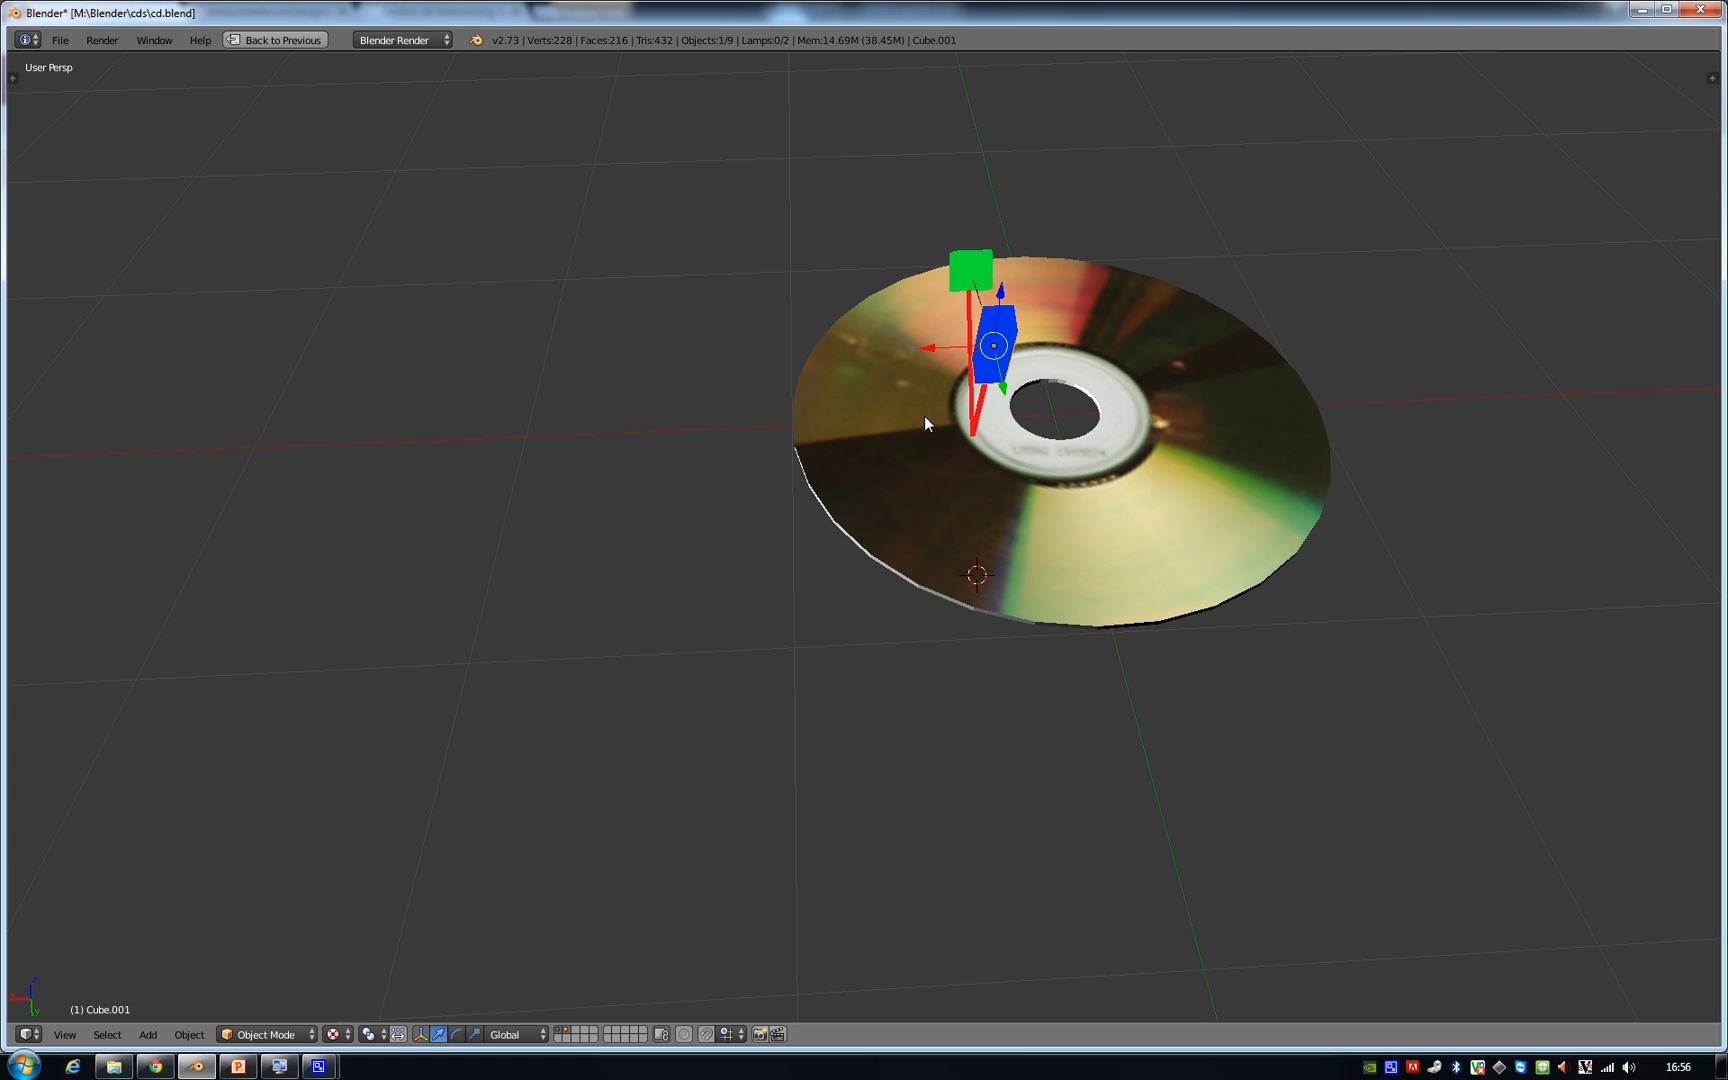 Blender* [M:\Blender\cds\cd.blend]
File Render Window Help Back to Previous Blender Render v2.73 | Verts:228 | Faces:216 | Tris:432 | Objects:1/9 | Lamps:0/2 | Mem:14.69M (38.45M) | Cube.001
User Persp
z
y
(1) Cube.001
View Select Add Object Object Mode Global
16:56